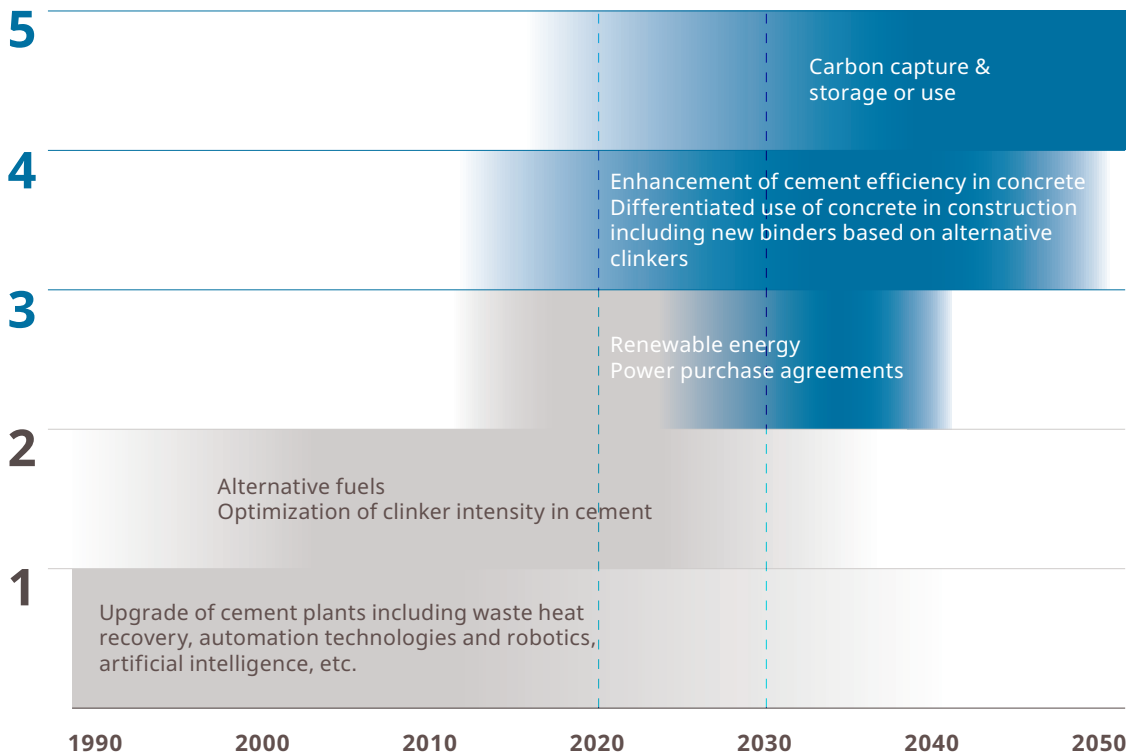 5
Carbon capture &
storage or use
4
Enhancement of cement efficiency in concrete
Differentiated use of concrete in construction
including new binders based on alternative
clinkers
3
Renewable energy
Power purchase agreements
2
Alternative fuels
Optimization of clinker intensity in cement
1
Upgrade of cement plants including waste heat
recovery, automation technologies and robotics,
artificial intelligence, etc.
1990 2000 2010 2020 2030 2040 2050